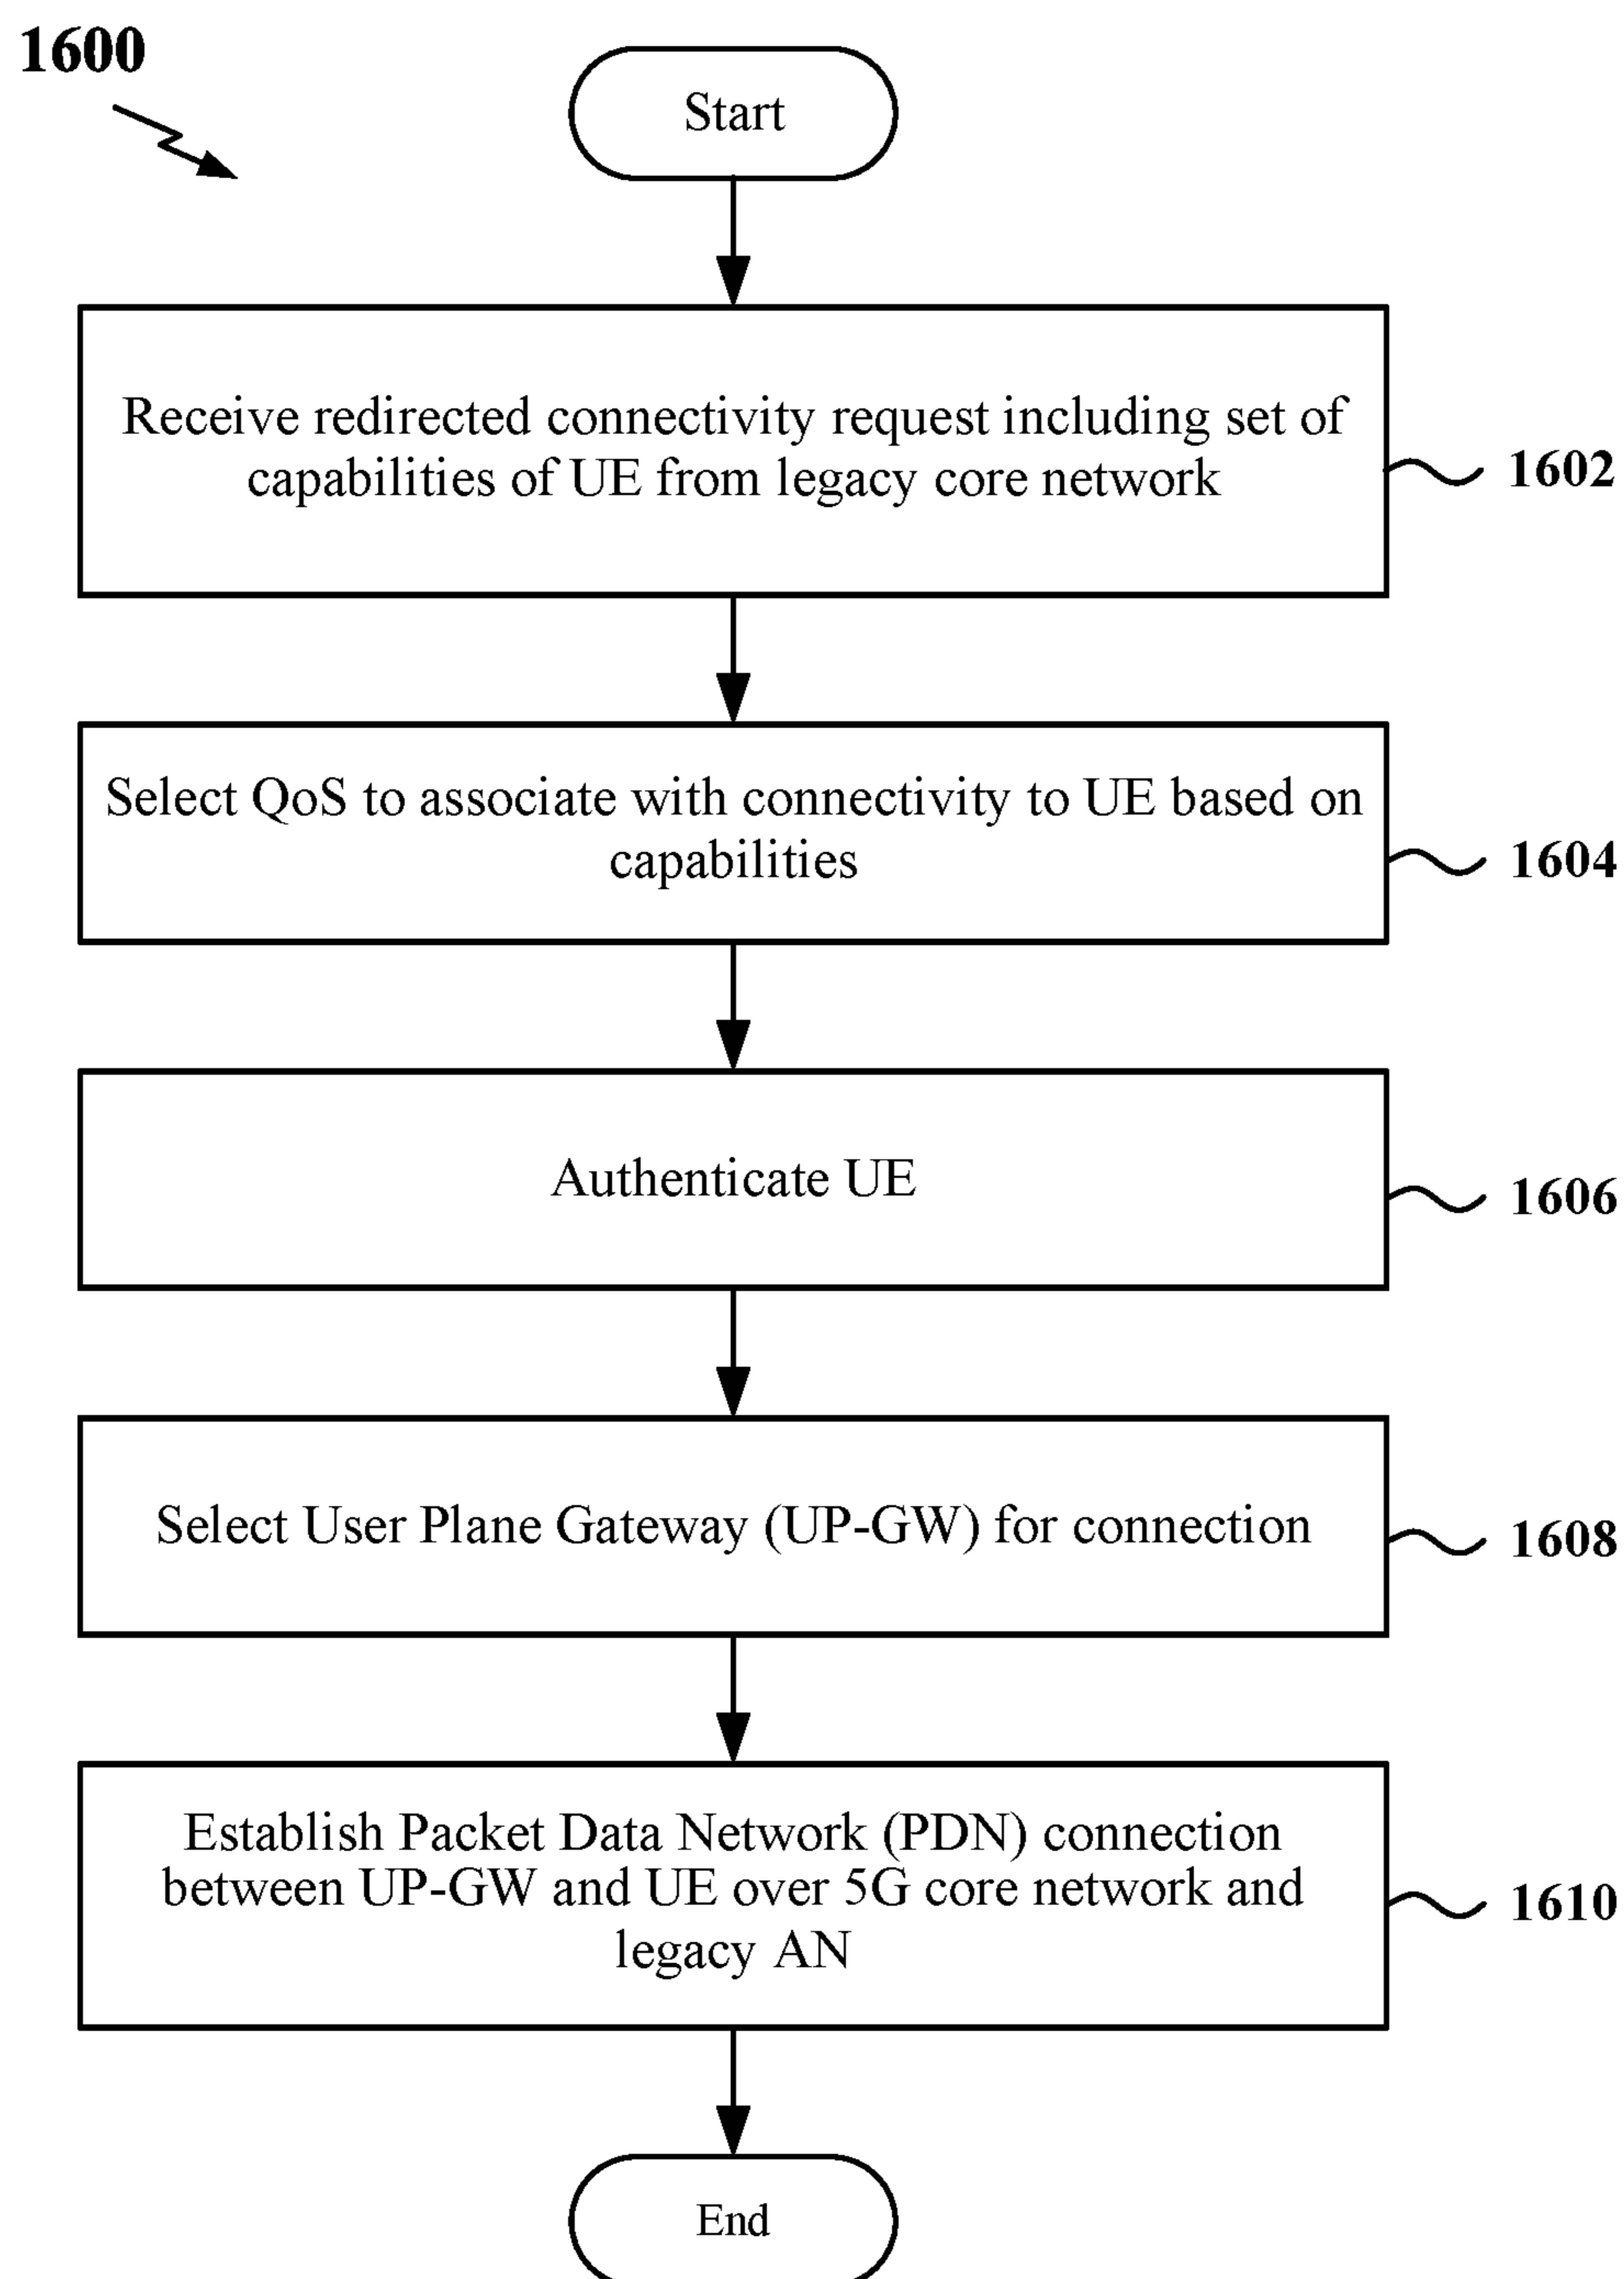 1600
Start
Receive redirected connectivity request including set of
capabilities of UE from legacy core network
1602
Select QoS to associate with connectivity to UE based on
capabilities
1604
Authenticate UE
1606
Select User Plane Gateway (UP-GW) for connection
1608
Establish Packet Data Network (PDN) connection
between UP-GW and UE over 5G core network and
legacy AN
1610
End